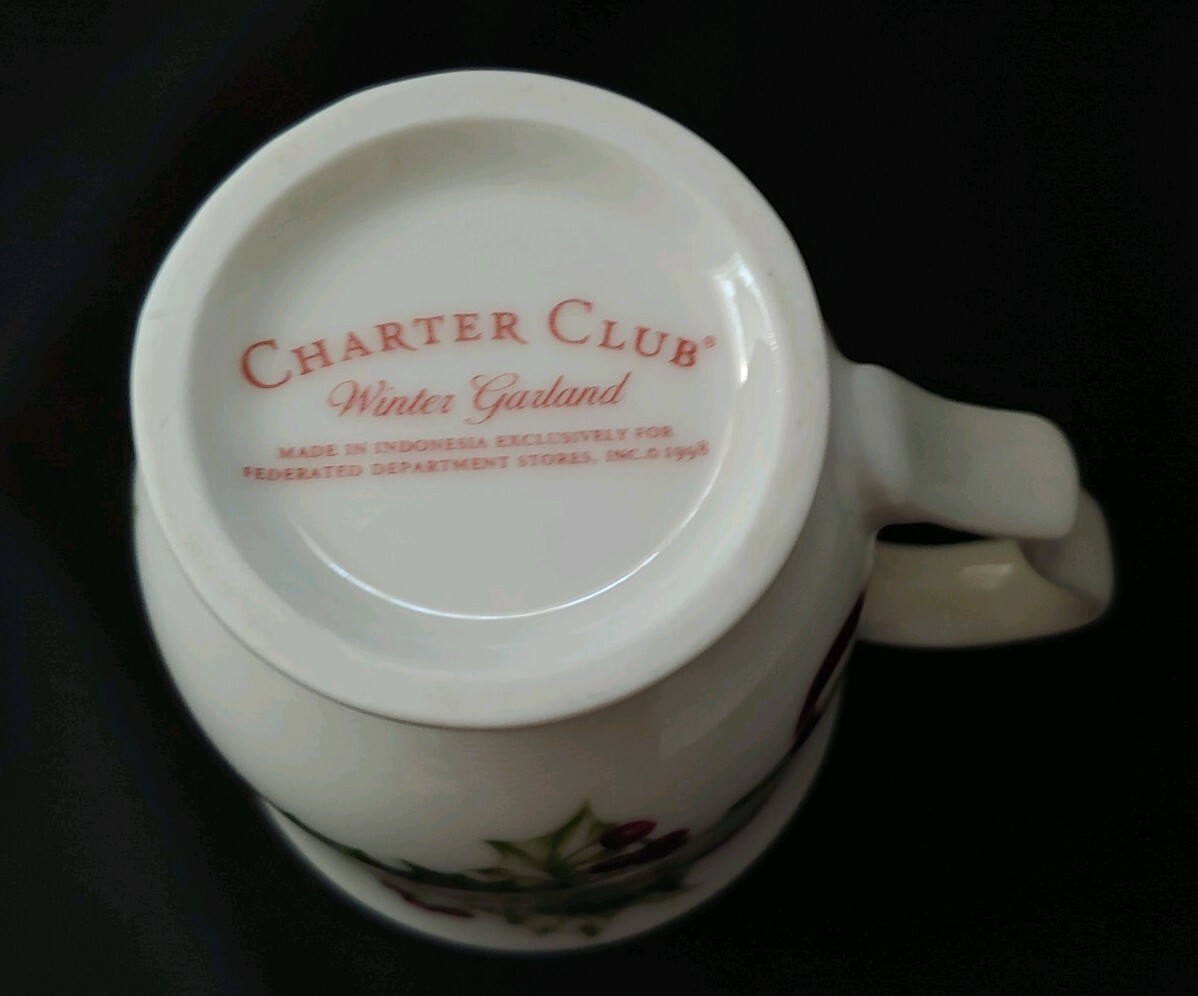 CHARTER CLUB®
Winter Garland
MADE IN INDONESIA EXCLUSIVELY FOR
FEDERATED DEPARTMENT STORES, INC.© 1998